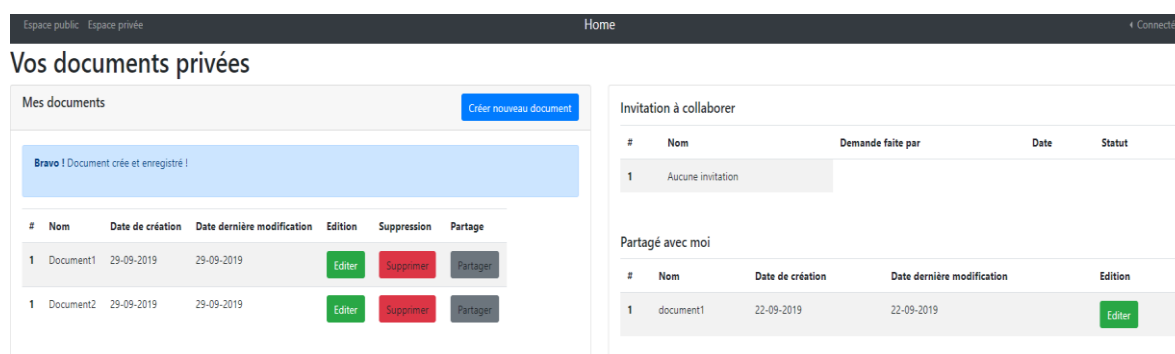 Espace public Espace privée Home Connecté
Vos documents privées
Mes documents Créer nouveau document
Bravo ! Document crée et enregistré !
# Nom Date de création Date dernière modification Edition Suppression Partage
1 Document1 29-09-2019 29-09-2019 Editer Supprimer Partager
1 Document2 29-09-2019 29-09-2019 Editer Supprimer Partager
Invitation à collaborer
# Nom Demande faite par Date Statut
1 Aucune invitation
Partagé avec moi
# Nom Date de création Date dernière modification Edition
1 document1 22-09-2019 22-09-2019 Editer